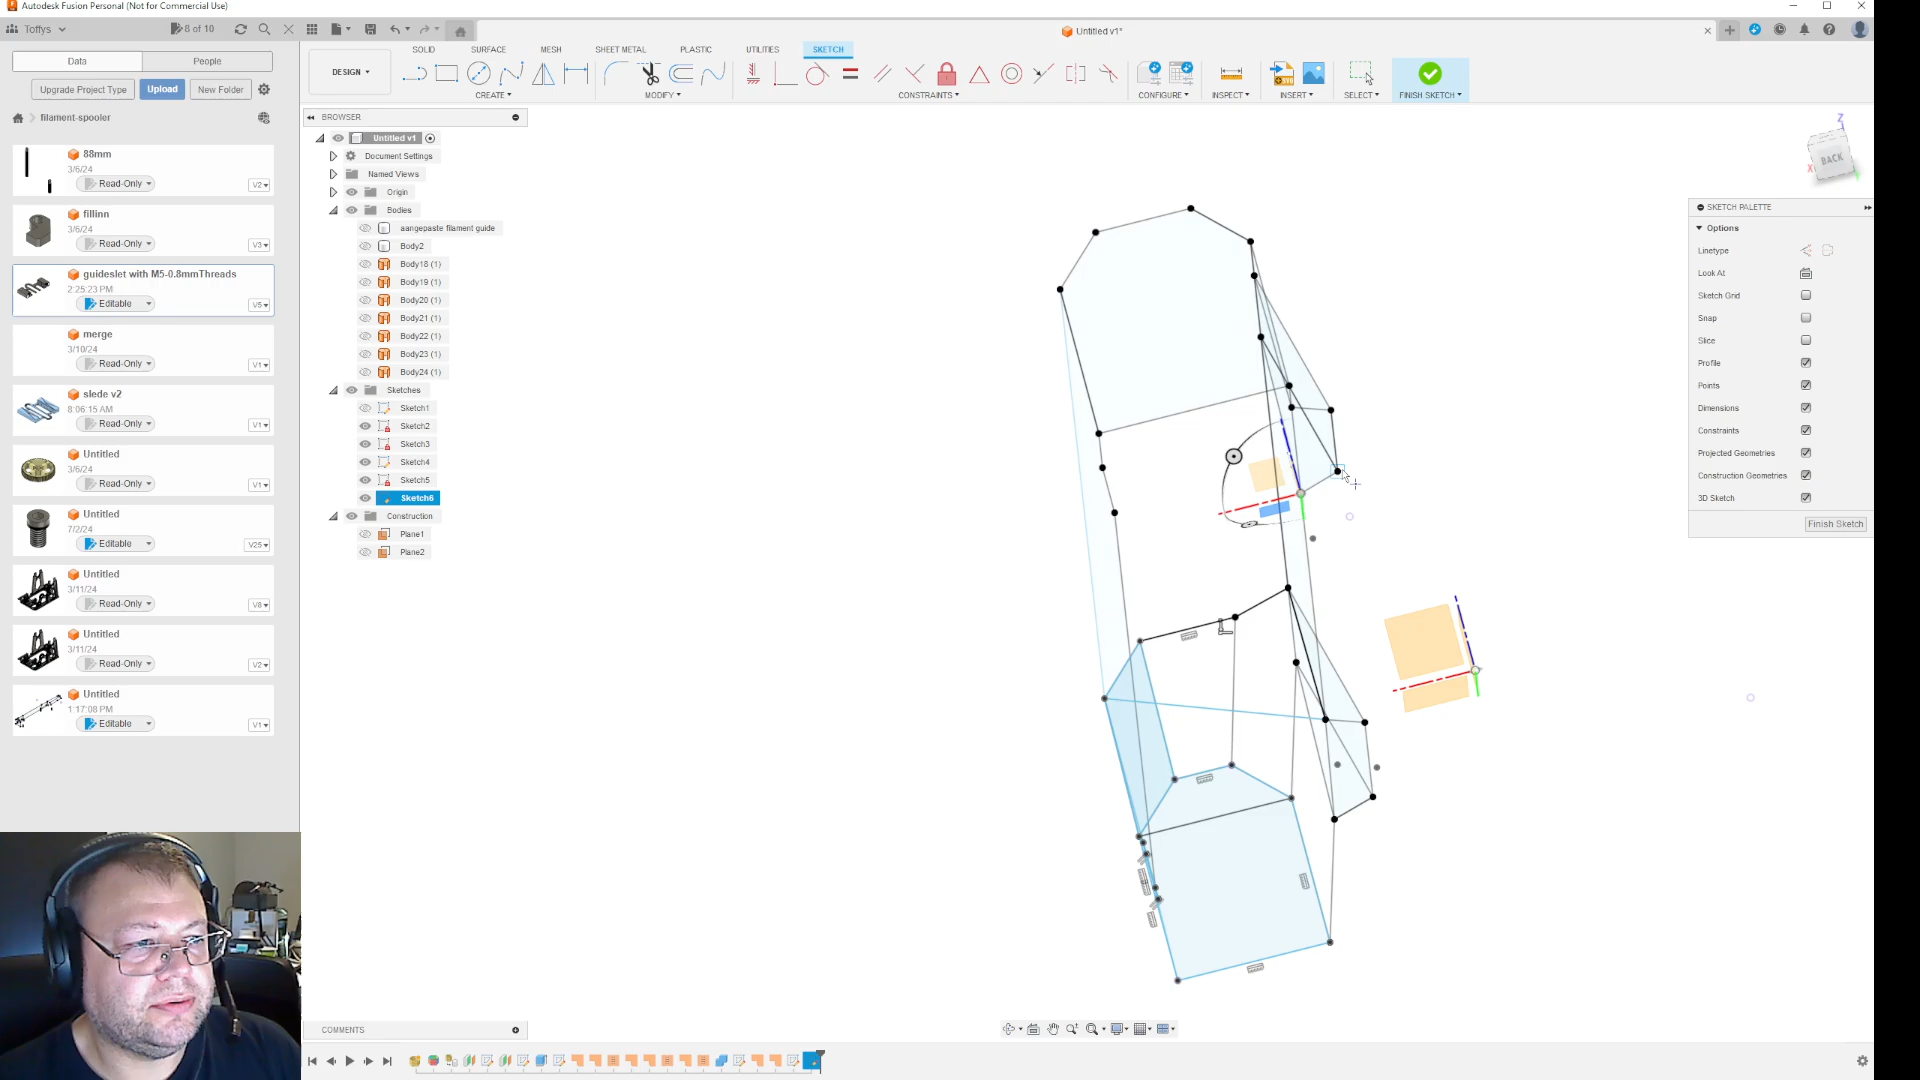 Autodesk Fusion Personal (Not for Commercial Use)
Toffys
8 of 10
Untitled v1*
Data
People
Upgrade Project Type
Upload
New Folder
filament-spooler
88mm
3/6/24
Read-Only
V2
fillinn
3/6/24
Read-Only
V3
guideslet with M5-0.8mmThreads
2:25:23 PM
Editable
V5
merge
3/10/24
Read-Only
V1
slede v2
8:06:15 AM
Read-Only
V1
Untitled
3/6/24
Read-Only
V1
Untitled
7/2/24
Editable
V25
Untitled
3/11/24
Read-Only
V8
Untitled
3/11/24
Read-Only
V2
Untitled
1:17:08 PM
Editable
V1
SOLID
SURFACE
MESH
SHEET METAL
PLASTIC
UTILITIES
SKETCH
DESIGN
CREATE
MODIFY
CONSTRAINTS
CONFIGURE
INSPECT
INSERT
SELECT
FINISH SKETCH
BROWSER
Untitled v1
Document Settings
Named Views
Origin
Bodies
aangepaste filament guide
Body2
Body18 (1)
Body19 (1)
Body20 (1)
Body21 (1)
Body22 (1)
Body23 (1)
Body24 (1)
Sketches
Sketch1
Sketch2
Sketch3
Sketch4
Sketch5
Sketch6
Construction
Plane1
Plane2
Z
BACK
X
SKETCH PALETTE
Options
Linetype
Look At
Sketch Grid
Snap
Slice
Profile
Points
Dimensions
Constraints
Projected Geometries
Construction Geometries
3D Sketch
Finish Sketch
COMMENTS